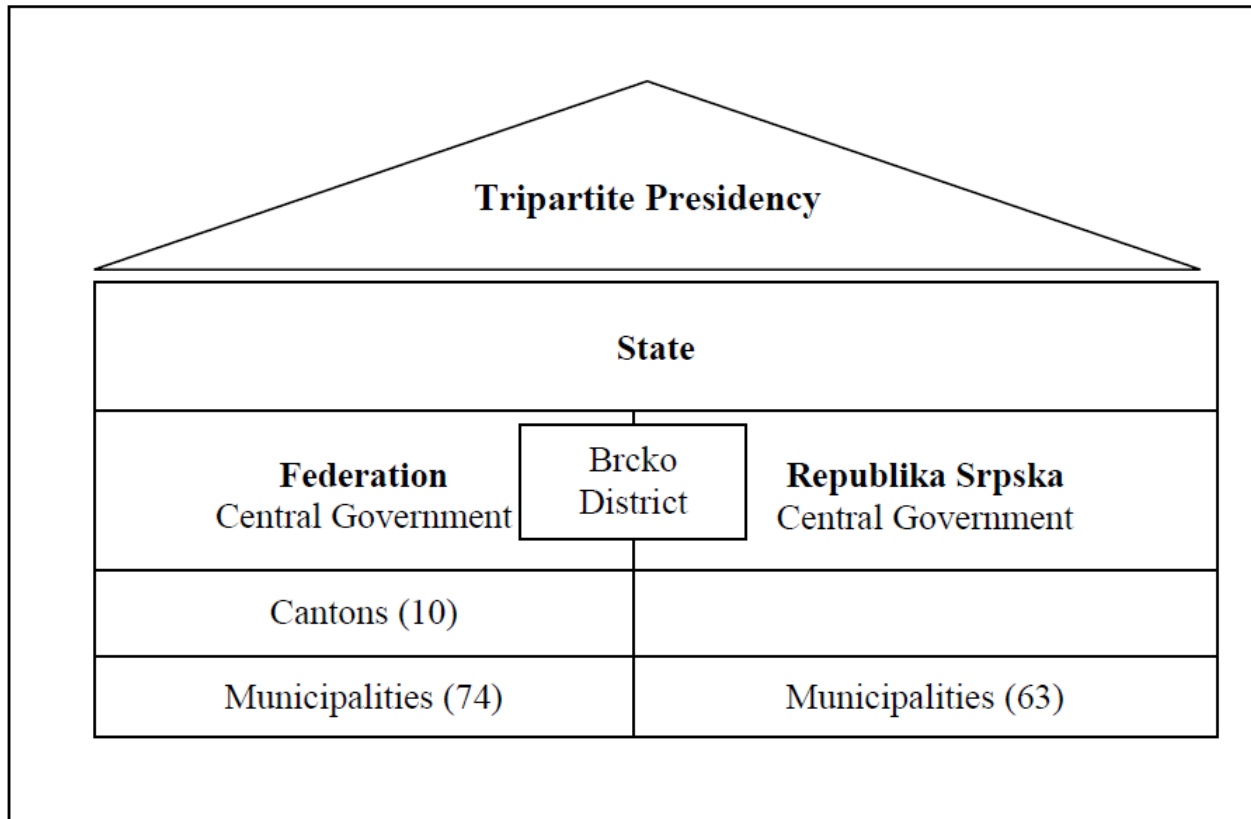 Tripartite Presidency
State
Federation
Central Government
Brcko
District
Republika Srpska
Central Government
Cantons (10)
Municipalities (74)
Municipalities (63)